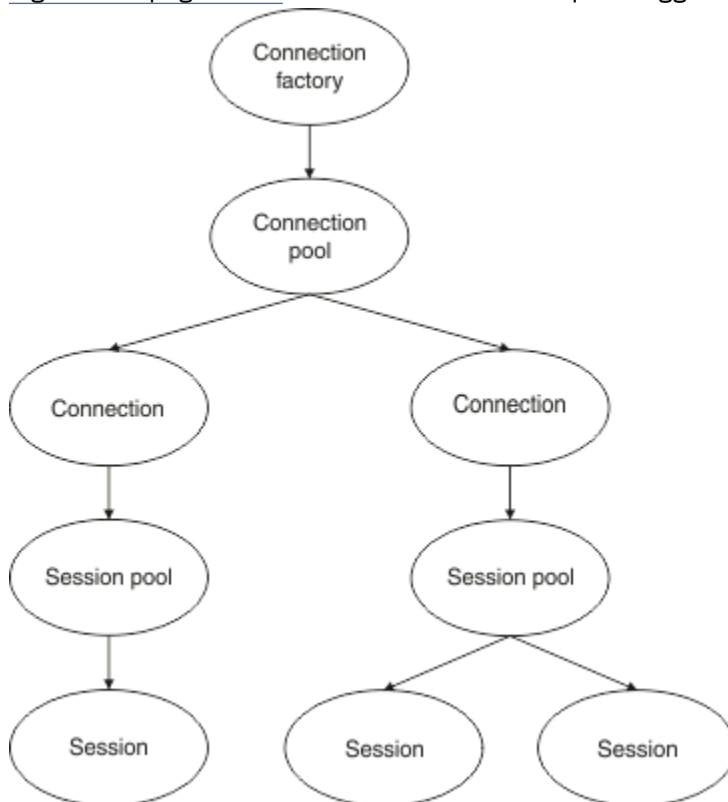 Connection
factory
Connection
pool
Connection
Connection
Session pool
Session pool
Session
Session
Session